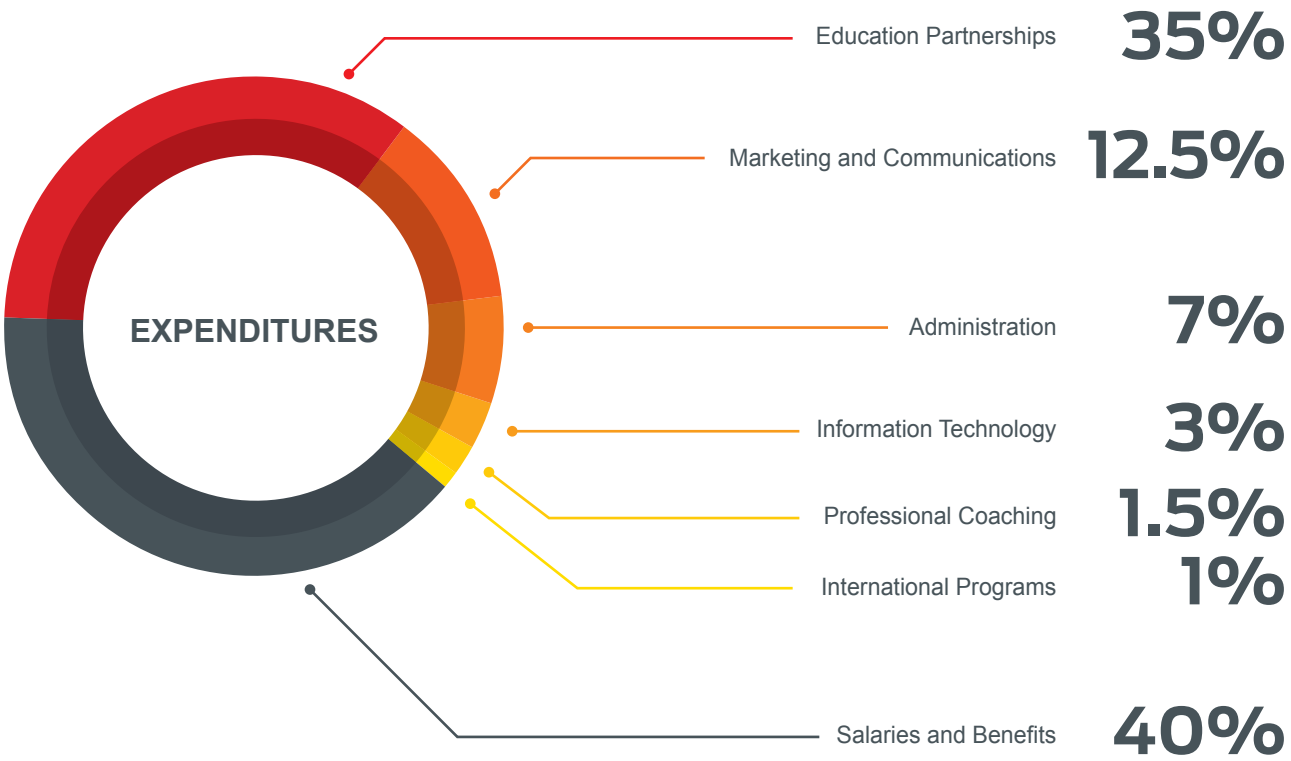 Education Partnerships 35%
Marketing and Communications 12.5%
EXPENDITURES
Administration 7%
Information Technology 3%
Professional Coaching 1.5%
International Programs 1%
Salaries and Benefits 40%